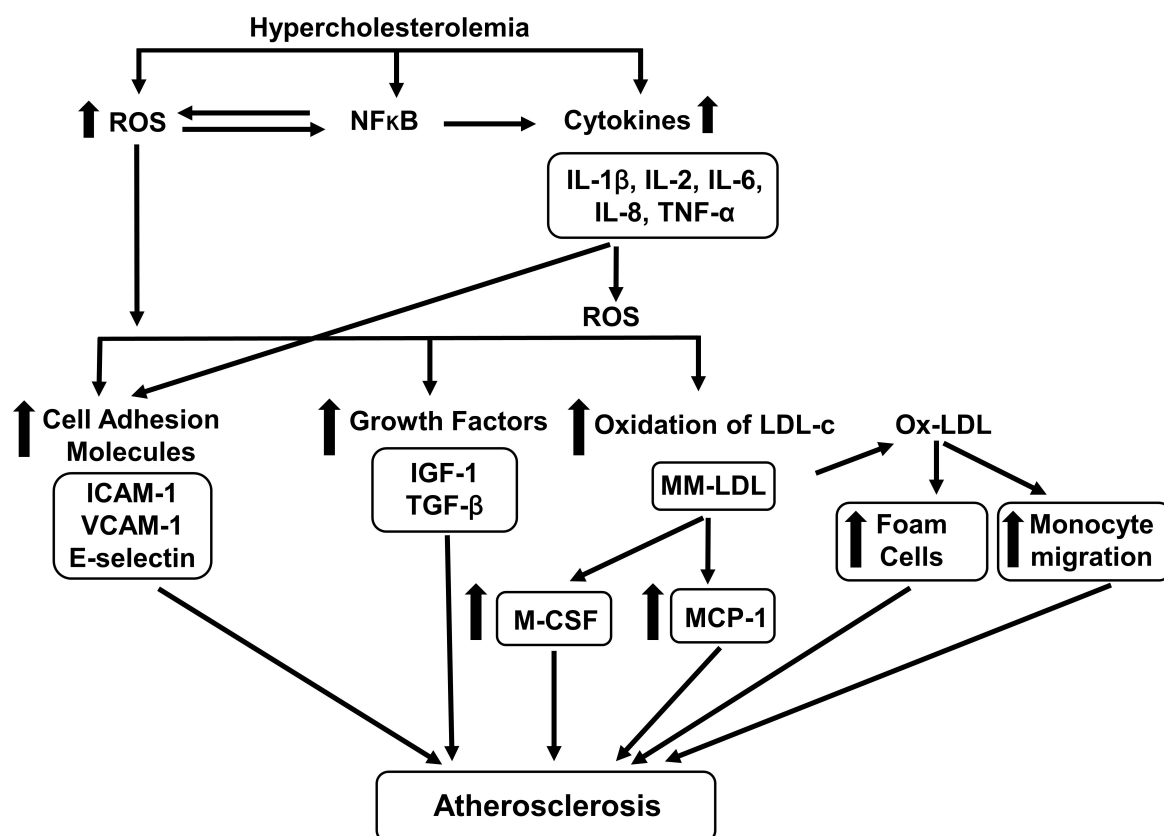 Hypercholesterolemia
ROS
NFκB
Cytokines
IL-1β, IL-2, IL-6,
IL-8, TNF-α
ROS
Cell Adhesion
Molecules
ICAM-1
VCAM-1
E-selectin
Growth Factors
IGF-1
TGF-β
Oxidation of LDL-c
MM-LDL
Ox-LDL
Foam
Cells
Monocyte
migration
M-CSF
MCP-1
Atherosclerosis